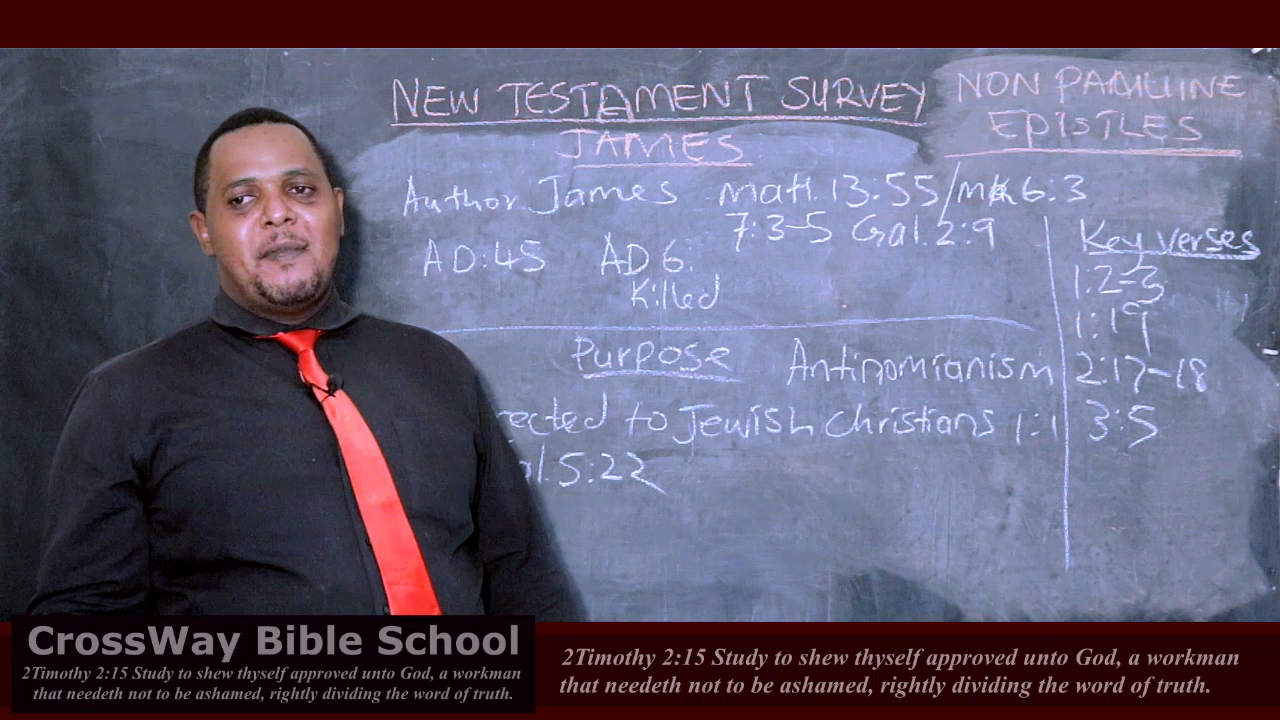 NEW TESTAMENT SURVEY
JAMES
NON PAULINE
EPISTLES
Author James matt. 13:55/mk 6:3
7:3-5 Gal. 2:9
AD:45 AD 6
Killed
Purpose Antinomianism
rected to Jewish Christians 1:1
al. 5:22
Key verses
1:2-3
1:19
2:17-18
3:5
CrossWay Bible School
2Timothy 2:15 Study to shew thyself approved unto God, a workman
that needeth not to be ashamed, rightly dividing the word of truth.
2Timothy 2:15 Study to shew thyself approved unto God, a workman
that needeth not to be ashamed, rightly dividing the word of truth.